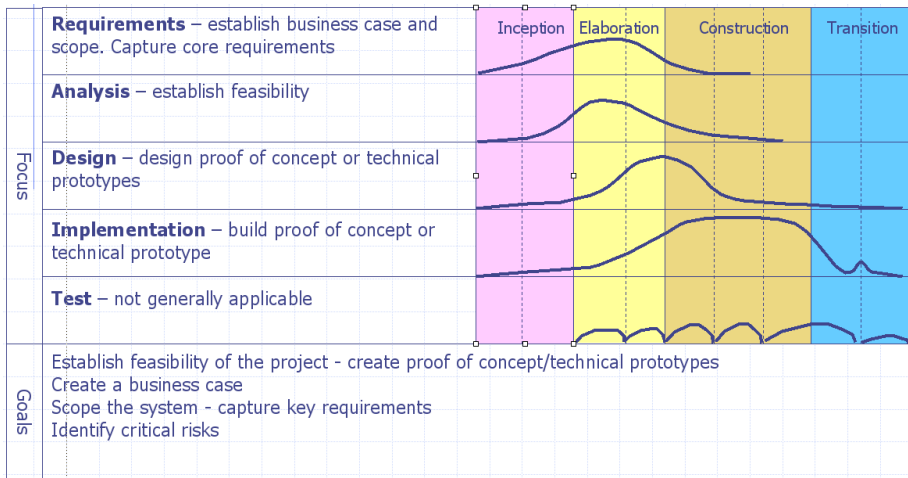 Requirements – establish business case and
scope. Capture core requirements
Inception
Elaboration
Construction
Transition
Analysis – establish feasibility
Focus
Design – design proof of concept or technical
prototypes
Implementation – build proof of concept or
technical prototype
Test – not generally applicable
Goals
Establish feasibility of the project - create proof of concept/technical prototypes
Create a business case
Scope the system - capture key requirements
Identify critical risks